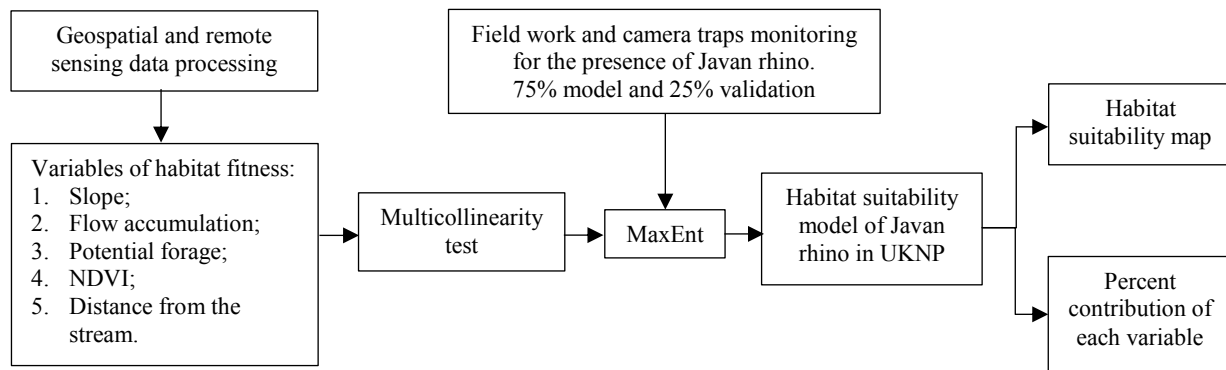 Geospatial and remote
sensing data processing
Field work and camera traps monitoring
for the presence of Javan rhino.
75% model and 25% validation
Variables of habitat fitness:
1. Slope;
2. Flow accumulation;
3. Potential forage;
4. NDVI;
5. Distance from the
stream.
Multicollinearity
test
MaxEnt
Habitat suitability
model of Javan
rhino in UKNP
Habitat
suitability map
Percent
contribution of
each variable